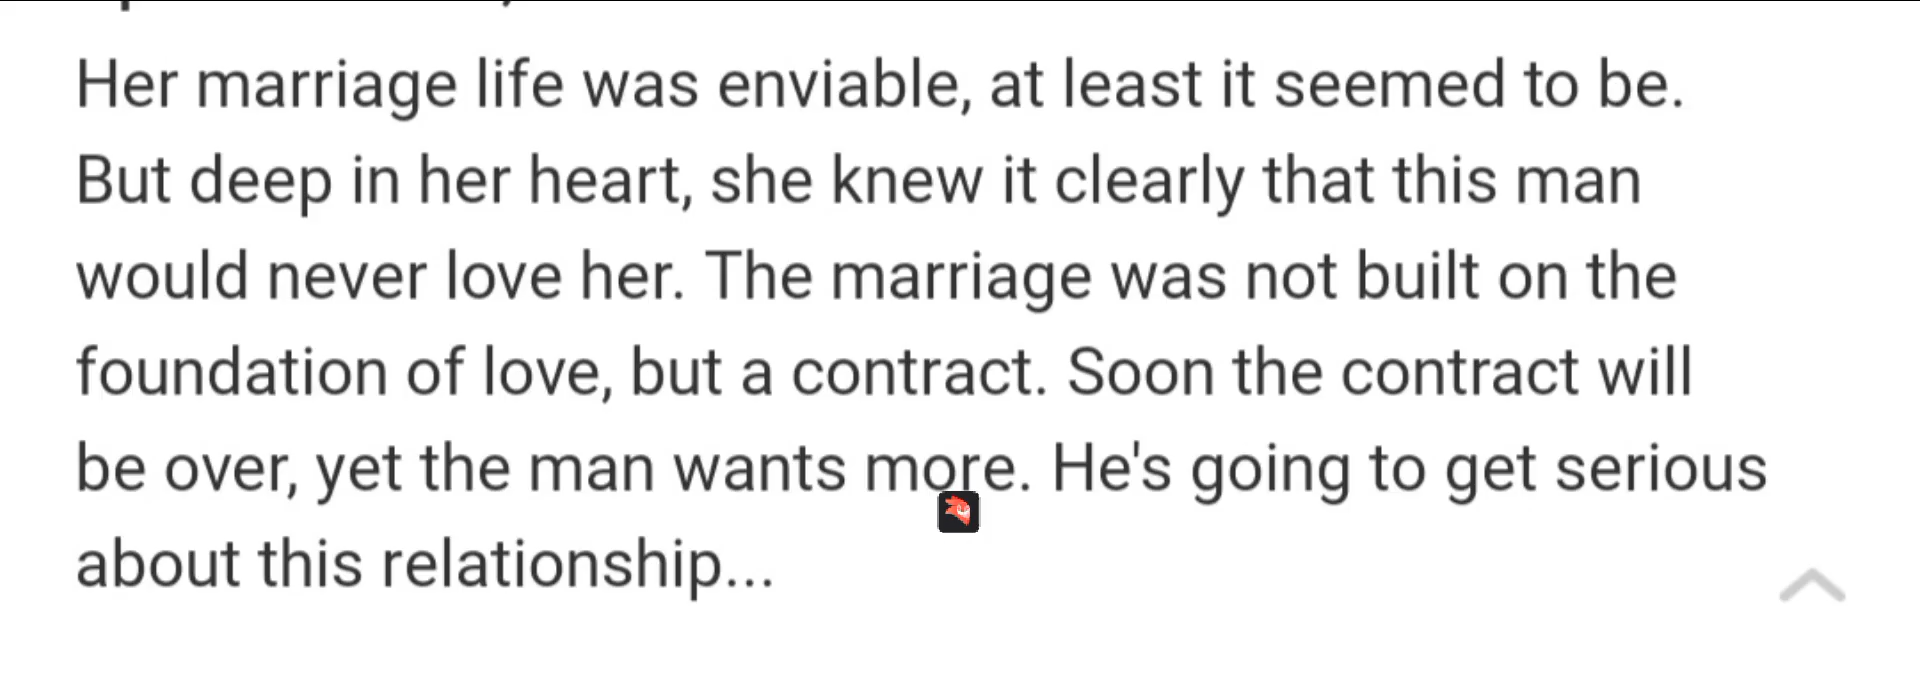 Her marriage life was enviable, at least it seemed to be.
But deep in her heart, she knew it clearly that this man
would never love her. The marriage was not built on the
foundation of love, but a contract. Soon the contract will
be over, yet the man wants more. He's going to get serious
about this relationship...